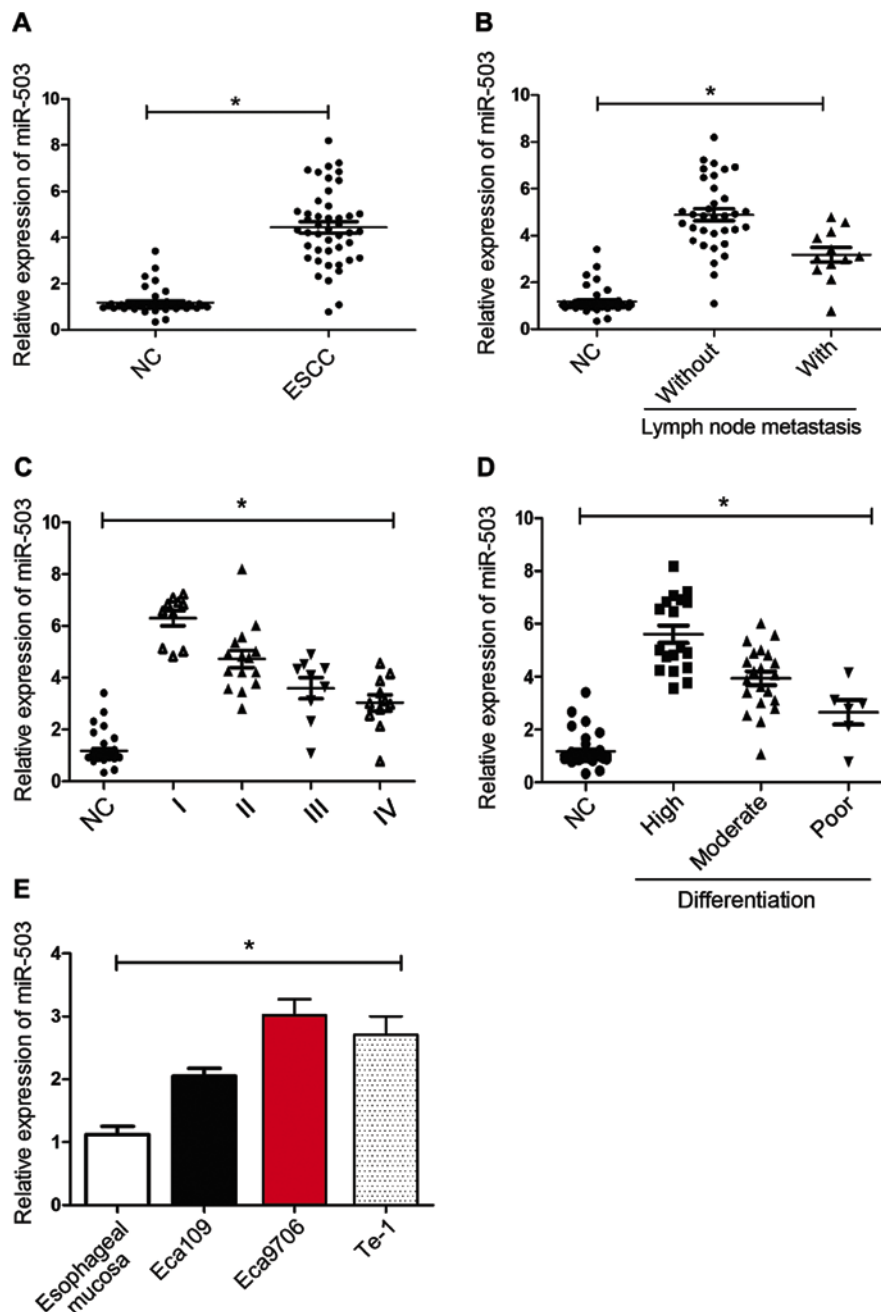 A
Relative expression of miR-503
10
8
6
4
2
0
*
NC
ESCC
B
Relative expression of miR-503
10
8
6
4
2
0
*
NC
Without
With
Lymph node metastasis
C
Relative expression of miR-503
10
8
6
4
2
0
*
NC
I
II
III
IV
D
Relative expression of miR-503
10
8
6
4
2
0
*
NC
High
Moderate
Poor
Differentiation
E
Relative expression of miR-503
4
3
2
1
0
*
Esophageal
mucosa
Eca109
Eca9706
Te-1